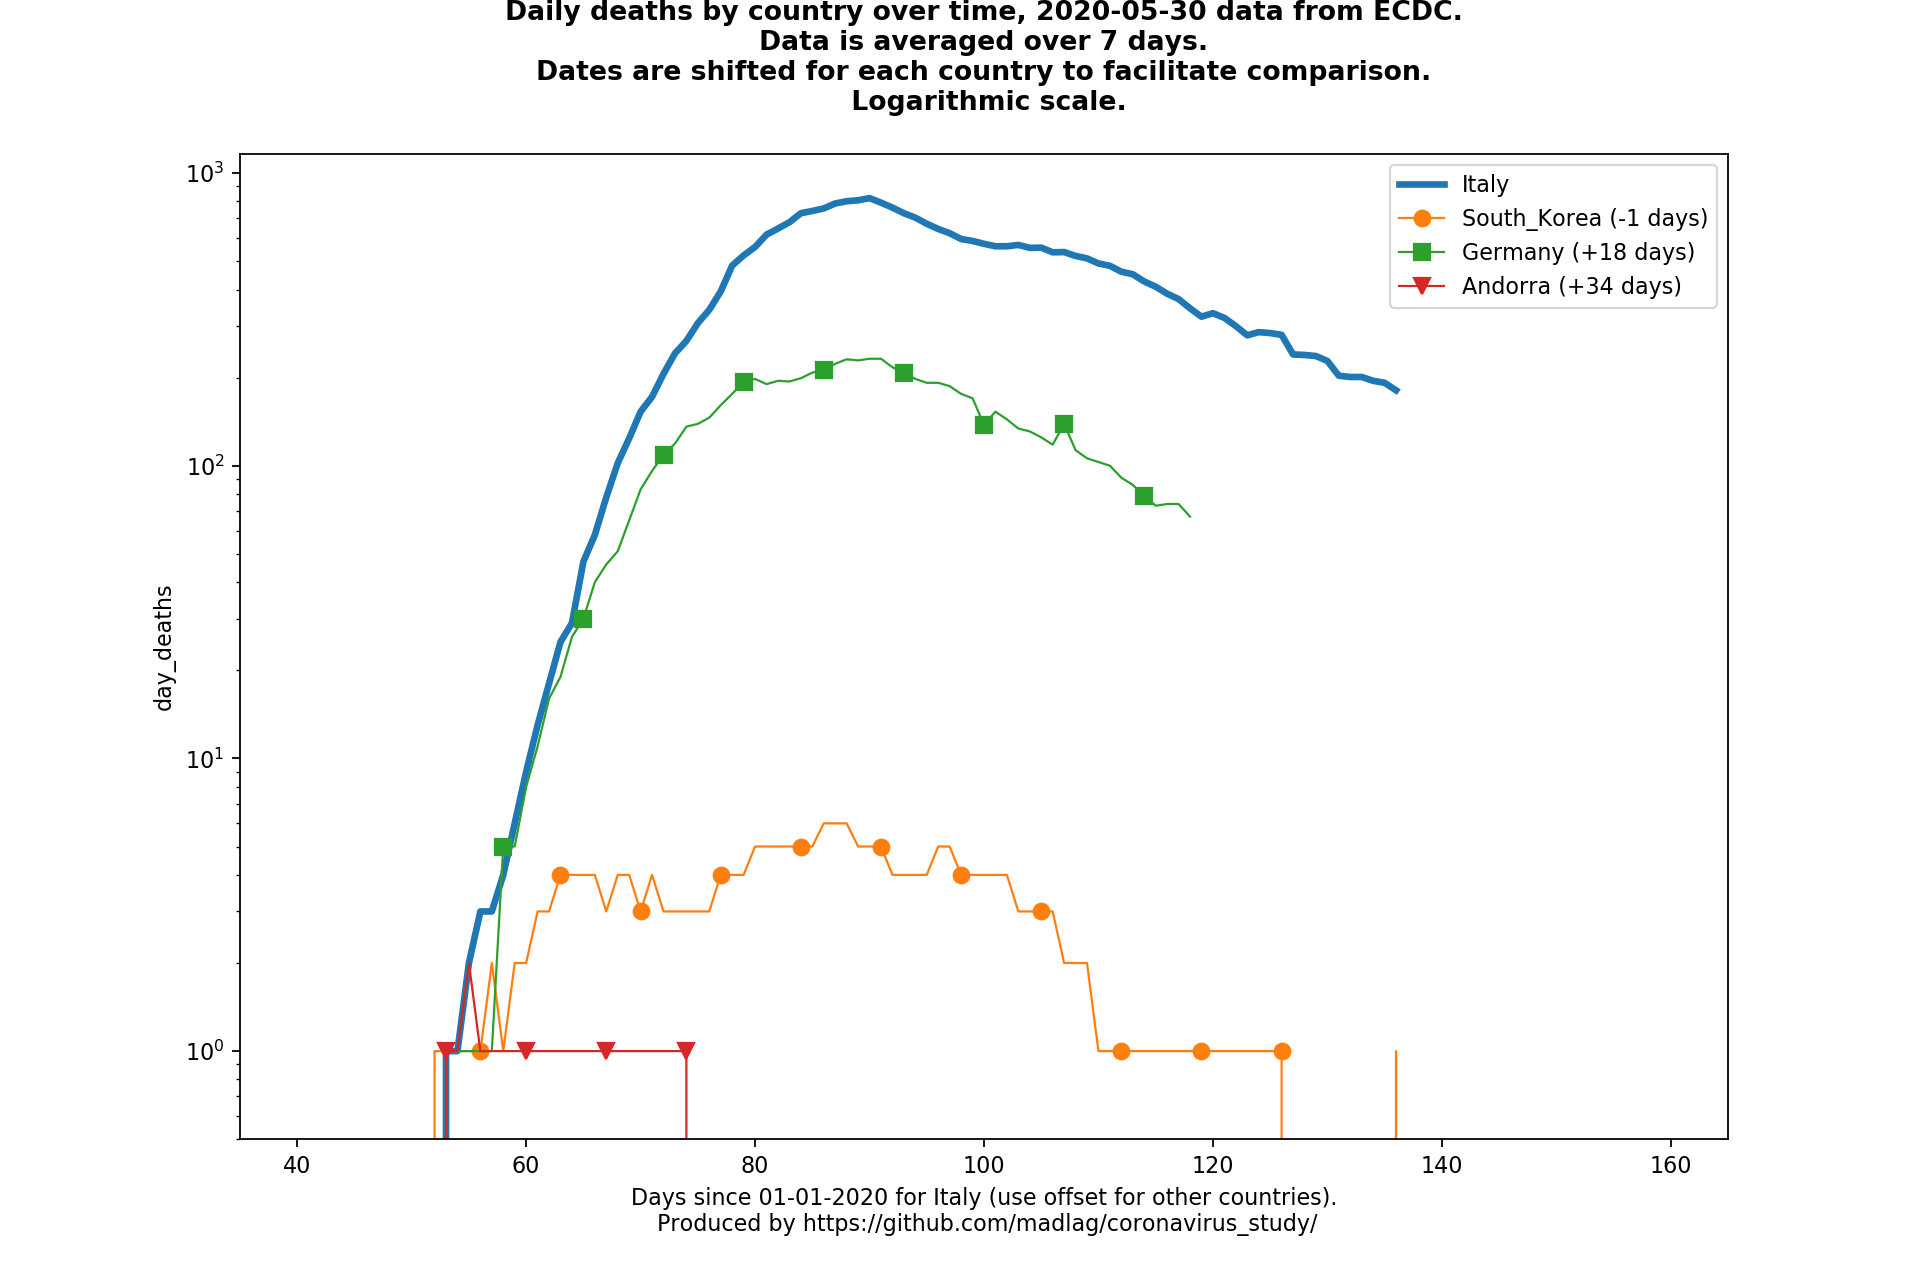 Daily deaths by country over time, 2020-05-30 data from ECDC.
Data is averaged over 7 days.
Dates are shifted for each country to facilitate comparison.
Logarithmic scale.
10³
10²
10¹
10⁰
day_deaths
Italy
South_Korea (-1 days)
Germany (+18 days)
Andorra (+34 days)
40 60 80 100 120 140 160
Days since 01-01-2020 for Italy (use offset for other countries).
Produced by https://github.com/madlag/coronavirus_study/